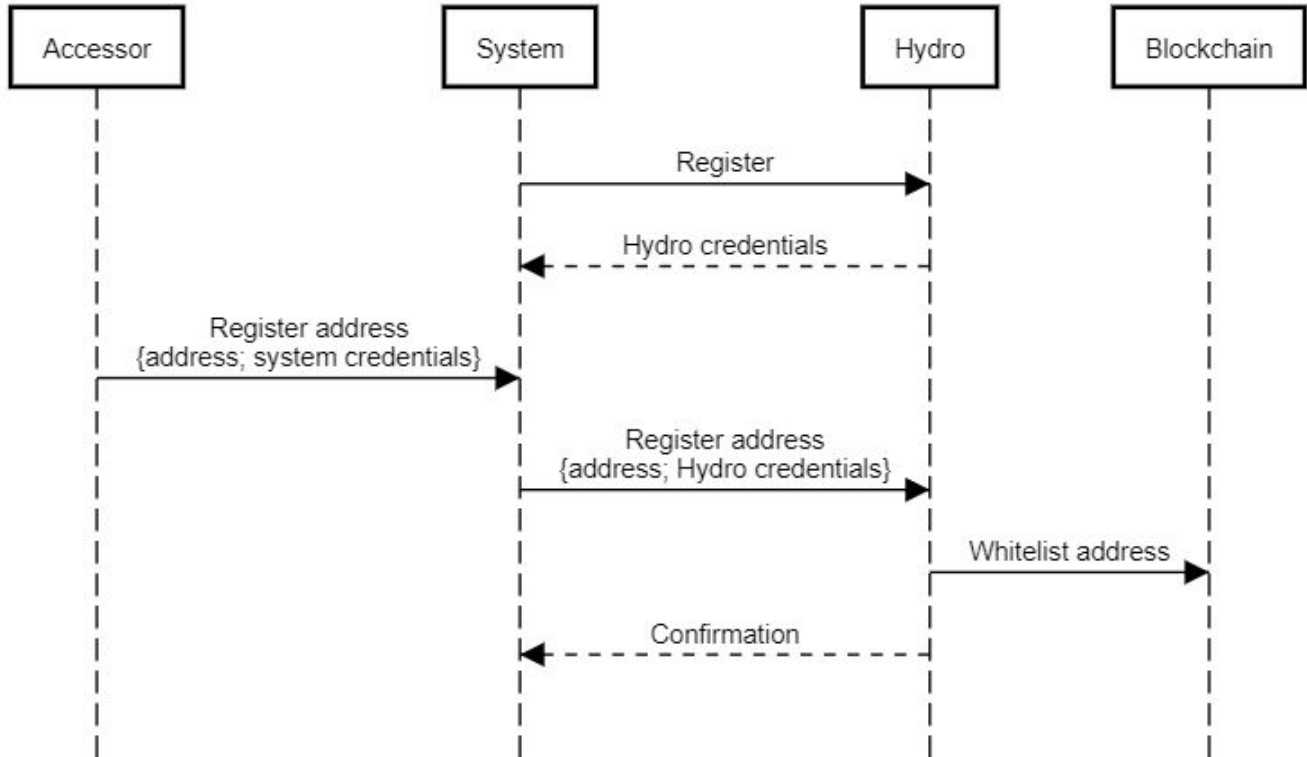 Accessor
System
Hydro
Blockchain
Register
Hydro credentials
Register address
{address; system credentials}
Register address
{address; Hydro credentials}
Whitelist address
Confirmation